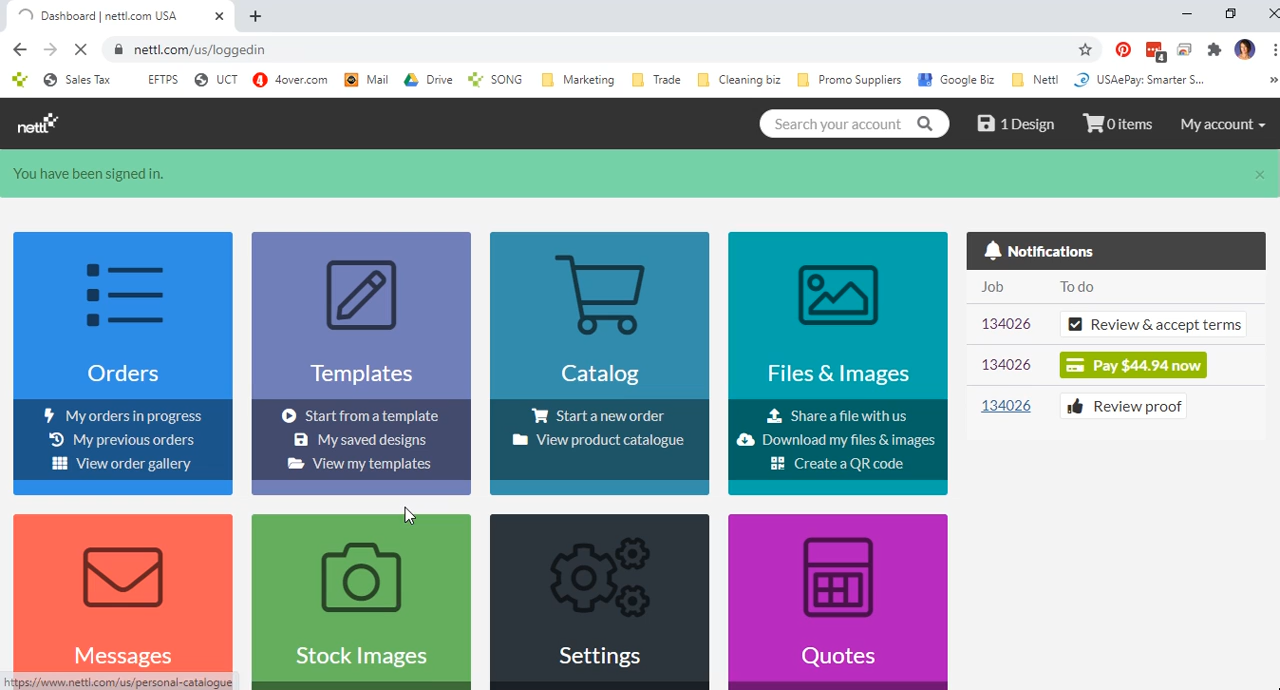 Dashboard | nettl.com USA
nettl.com/us/loggedin
4
Sales Tax EFTPS UCT 4 4over.com Mail Drive SONG Marketing Trade Cleaning biz Promo Suppliers Google Biz Nettl USAePay: Smarter S... »
nettl Search your account 1 Design 0 items My account
You have been signed in. ×
Orders
My orders in progress
My previous orders
View order gallery
Templates
Start from a template
My saved designs
View my templates
Catalog
Start a new order
View product catalogue
Files & Images
Share a file with us
Download my files & images
Create a QR code
Notifications
Job To do
134026 Review & accept terms
134026 Pay $44.94 now
134026 Review proof
Messages
Stock Images
Settings
Quotes
https://www.nettl.com/us/personal-catalogue